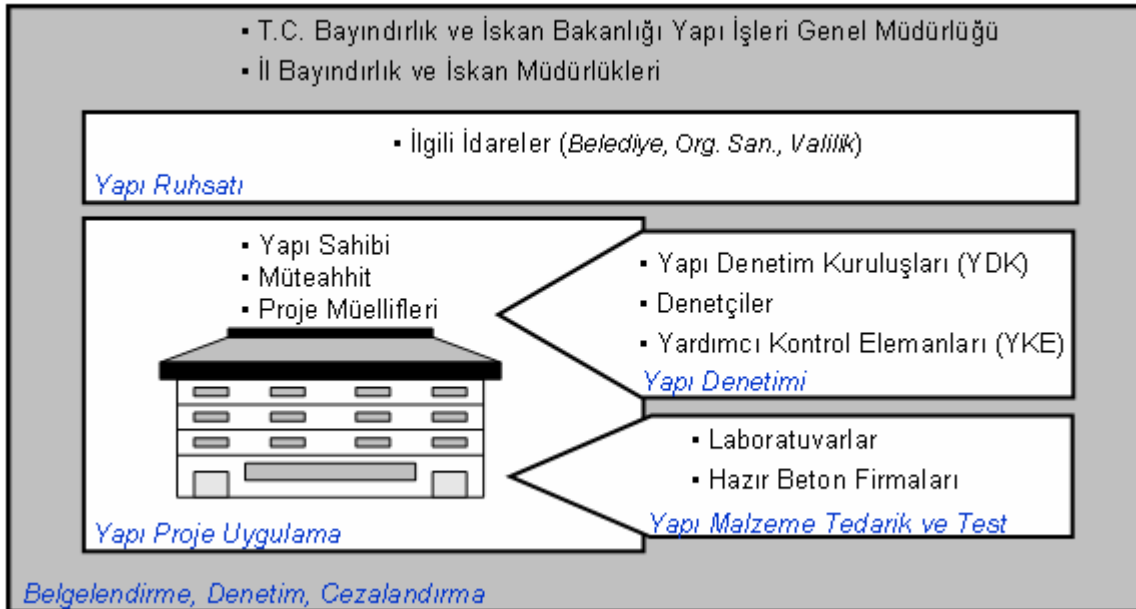 ▪ T.C. Bayındırlık ve İskan Bakanlığı Yapı İşleri Genel Müdürlüğü
▪ İl Bayındırlık ve İskan Müdürlükleri
▪ İlgili İdareler (Belediye, Org. San., Valilik)
Yapı Ruhsatı
▪ Yapı Sahibi
▪ Müteahhit
▪ Proje Müellifleri
Yapı Proje Uygulama
▪ Yapı Denetim Kuruluşları (YDK)
▪ Denetçiler
▪ Yardımcı Kontrol Elemanları (YKE)
Yapı Denetimi
▪ Laboratuvarlar
▪ Hazır Beton Firmaları
Yapı Malzeme Tedarik ve Test
Belgelendirme, Denetim, Cezalandırma